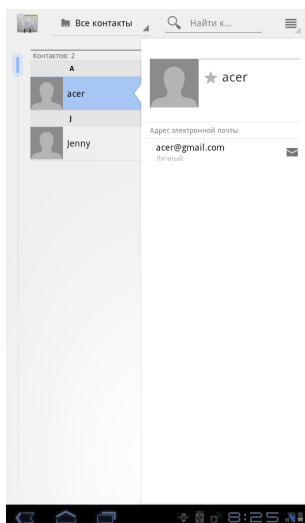 Все контакты
Найти к...
Контактов: 2
A
acer
J
Jenny
acer
Адрес электронной почты
acer@gmail.com
Личный
8:25